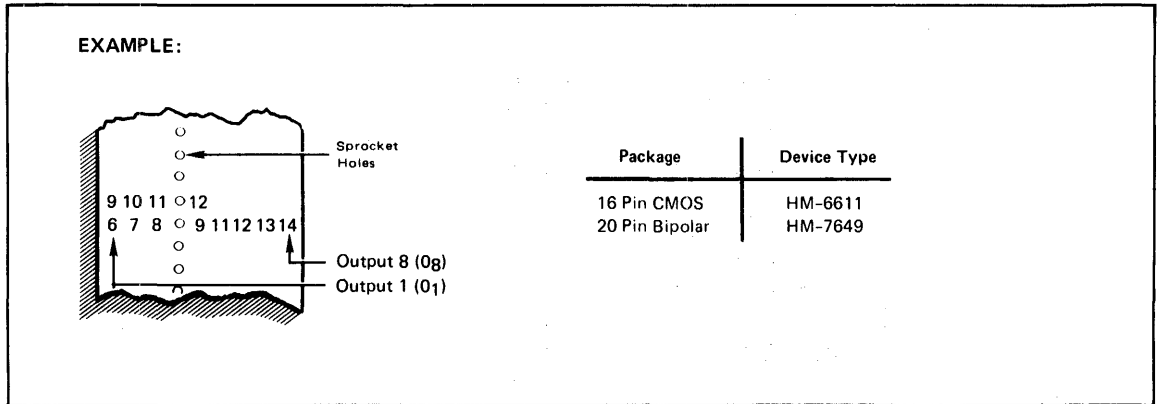 EXAMPLE:
Sprocket
Holes
9 10 11 12
6 7 8 9 11 12 13 14
Output 8 (0₈)
Output 1 (0₁)
Package Device Type
16 Pin CMOS HM-6611
20 Pin Bipolar HM-7649